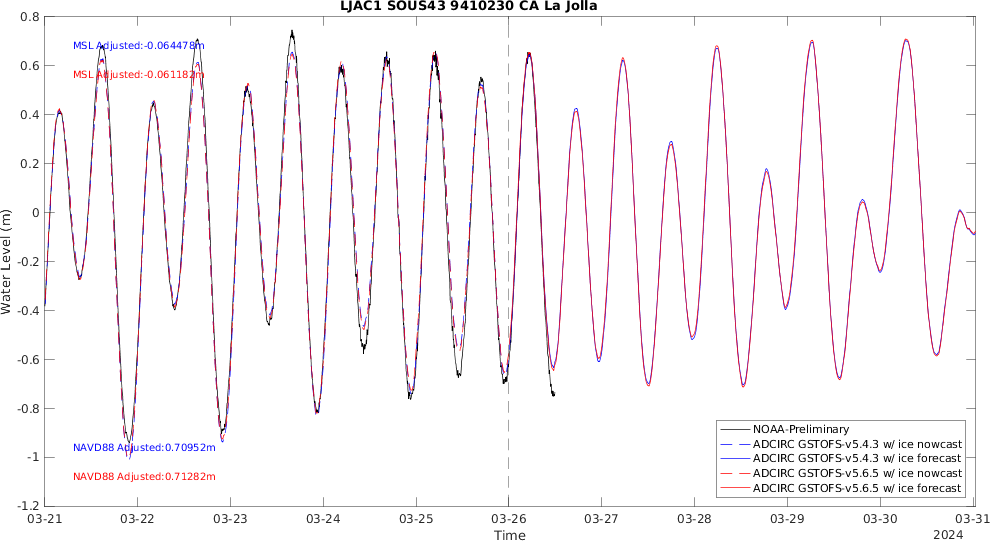 LJAC1 SOUS43 9410230 CA La Jolla
0.8
0.6
0.4
0.2
0
-0.2
-0.4
-0.6
-0.8
-1
-1.2
Water Level (m)
MSL Adjusted:-0.064478m
MSL Adjusted:-0.061182m
NAVD88 Adjusted:0.70952m
NAVD88 Adjusted:0.71282m
NOAA-Preliminary
ADCIRC GSTOFS-v5.4.3 w/ ice nowcast
ADCIRC GSTOFS-v5.4.3 w/ ice forecast
ADCIRC GSTOFS-v5.6.5 w/ ice nowcast
ADCIRC GSTOFS-v5.6.5 w/ ice forecast
03-21 03-22 03-23 03-24 03-25 03-26 03-27 03-28 03-29 03-30 03-31
Time
2024